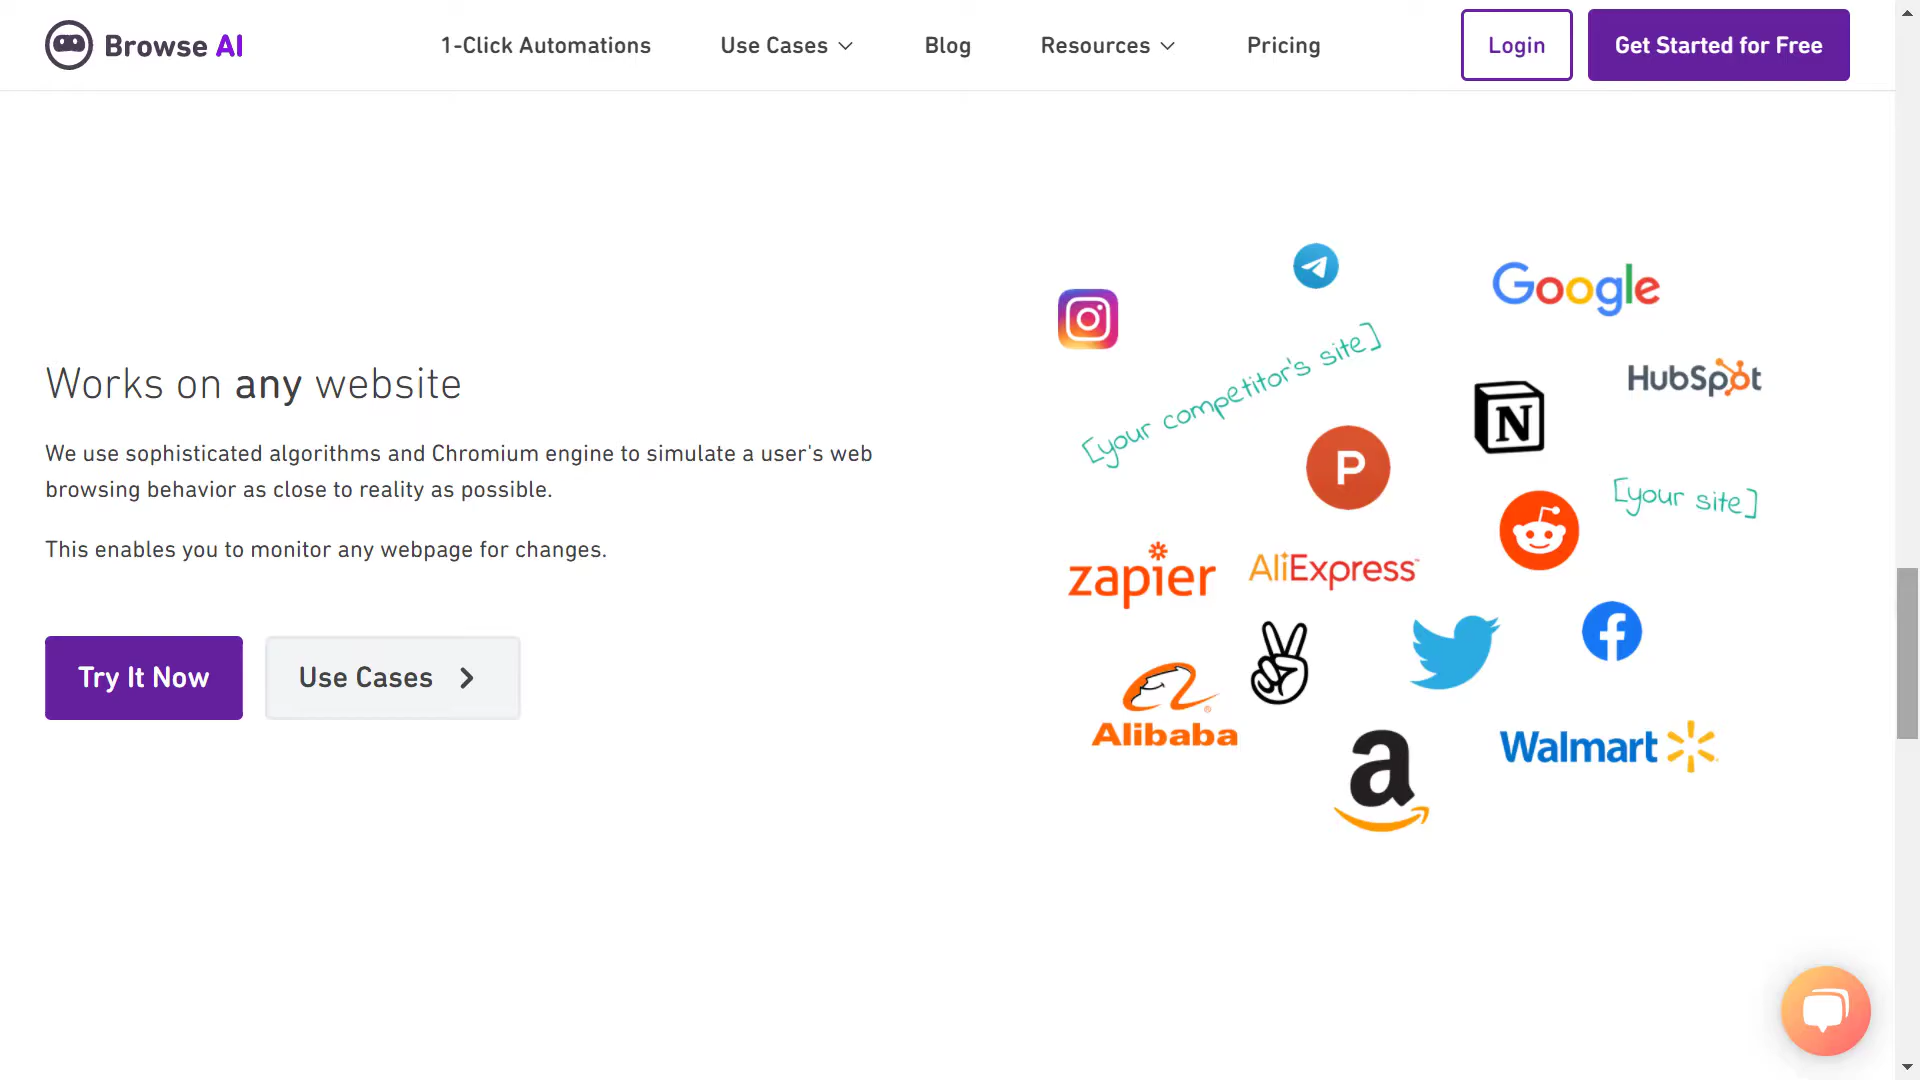 Browse AI
1-Click Automations
Use Cases
Blog
Resources
Pricing
Login
Get Started for Free
Works on any website
We use sophisticated algorithms and Chromium engine to simulate a user's web
browsing behavior as close to reality as possible.
This enables you to monitor any webpage for changes.
Try It Now
Use Cases
Google
[your competitor's site]
HubSpot
N
P
[your site]
zapier
AliExpress
Alibaba
a
Walmart